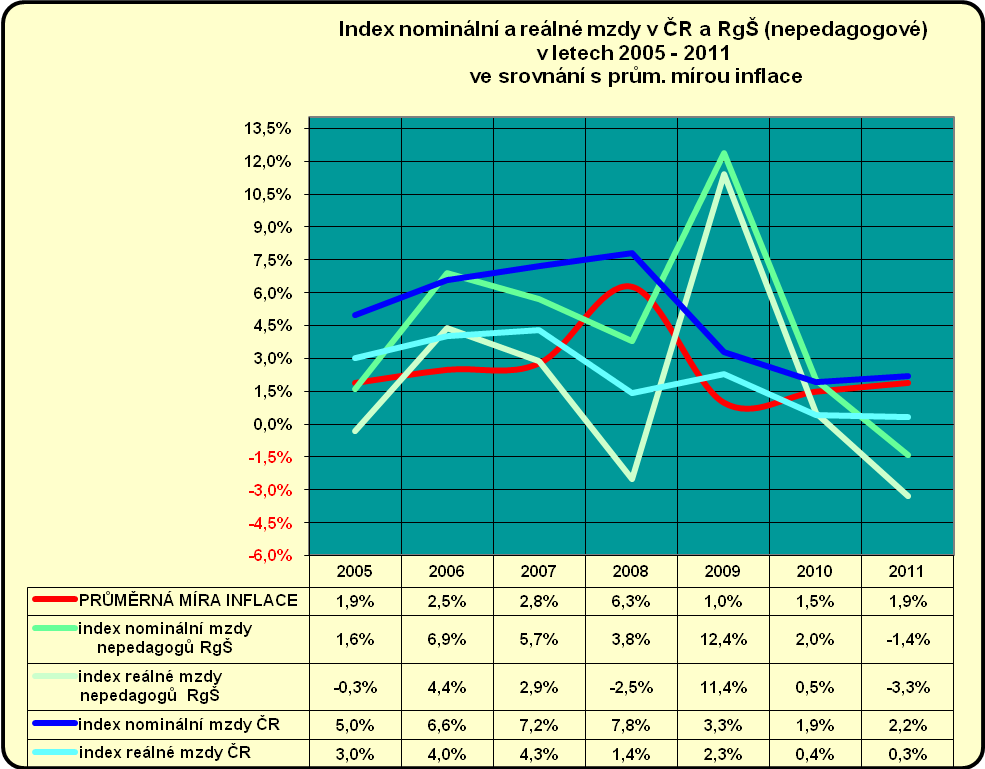 Index nominální a reálné mzdy v ČR a RgŠ (nepedagogové)
v letech 2005 - 2011
ve srovnání s prům. mírou inflace
13,5%
12,0%
10,5%
9,0%
7,5%
6,0%
4,5%
3,0%
1,5%
0,0%
-1,5%
-3,0%
-4,5%
-6,0%
2005 2006 2007 2008 2009 2010 2011
PRŮMĚRNÁ MÍRA INFLACE 1,9% 2,5% 2,8% 6,3% 1,0% 1,5% 1,9%
index nominální mzdy
nepedagogů RgŠ 1,6% 6,9% 5,7% 3,8% 12,4% 2,0% -1,4%
index reálné mzdy
nepedagogů RgŠ -0,3% 4,4% 2,9% -2,5% 11,4% 0,5% -3,3%
index nominální mzdy ČR 5,0% 6,6% 7,2% 7,8% 3,3% 1,9% 2,2%
index reálné mzdy ČR 3,0% 4,0% 4,3% 1,4% 2,3% 0,4% 0,3%